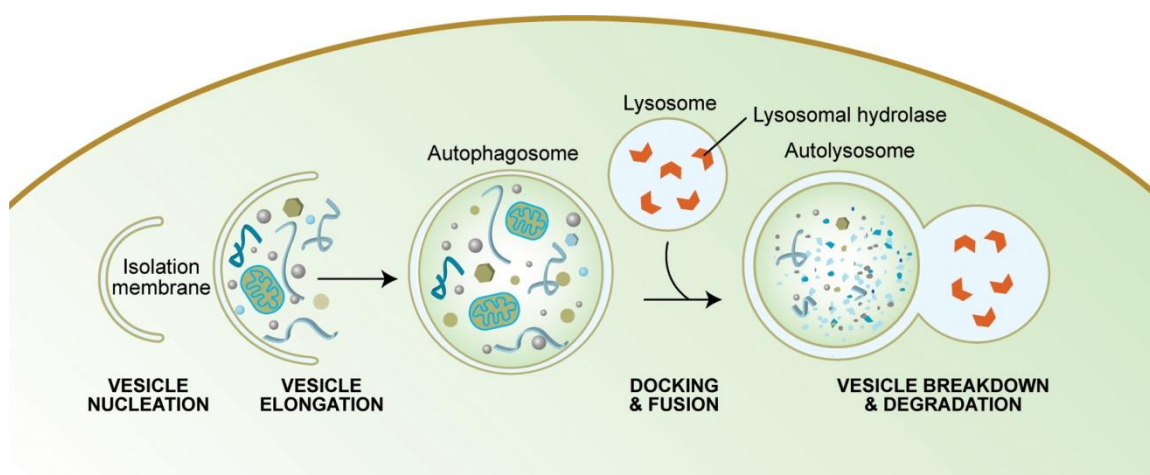 Lysosome
Lysosomal hydrolase
Autophagosome
Autolysosome
Isolation
membrane
VESICLE
NUCLEATION
VESICLE
ELONGATION
DOCKING
& FUSION
VESICLE BREAKDOWN
& DEGRADATION